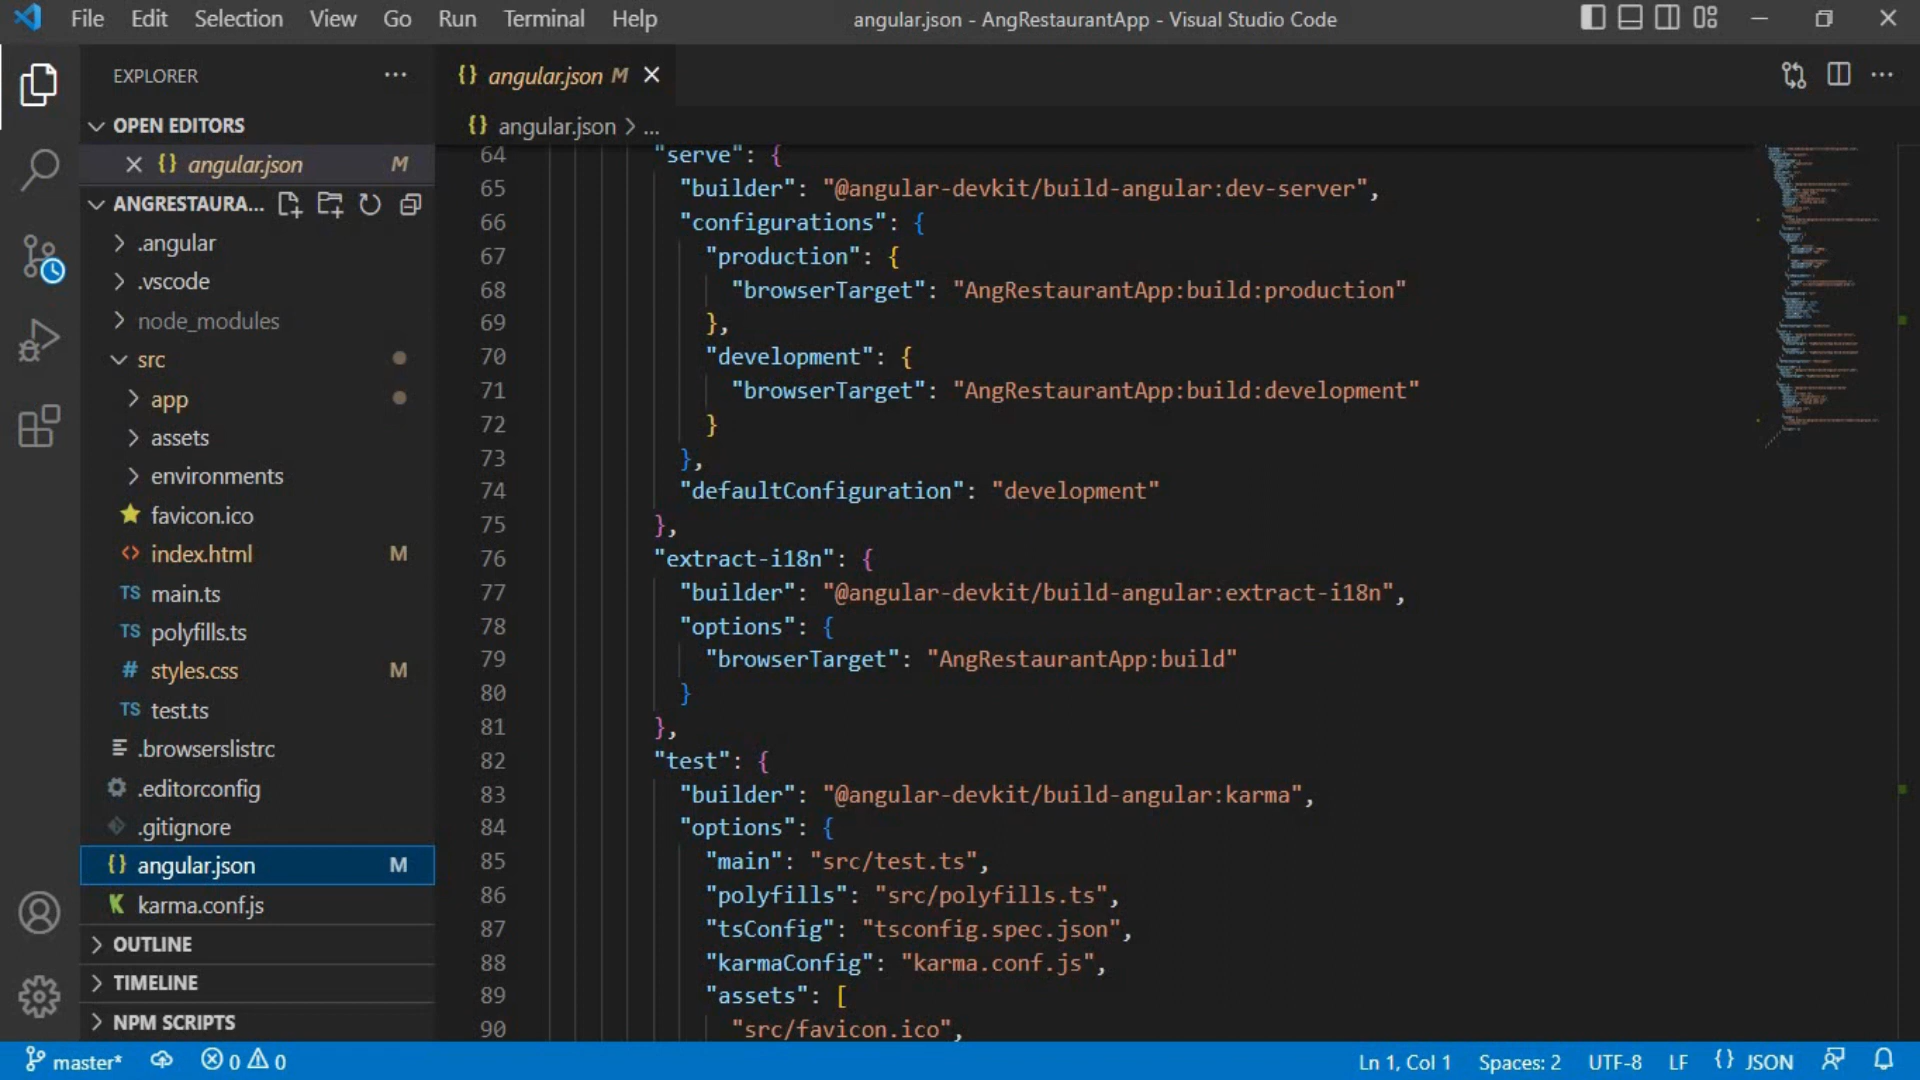 File Edit Selection View Go Run Terminal Help
angular.json - AngRestaurantApp - Visual Studio Code
EXPLORER
OPEN EDITORS
{} angular.json M
ANGRESTAURA...
.angular
.vscode
node_modules
src
app
assets
environments
favicon.ico
<> index.html M
TS main.ts
TS polyfills.ts
# styles.css M
TS test.ts
.browserslistrc
.editorconfig
.gitignore
{} angular.json M
K karma.conf.js
OUTLINE
TIMELINE
NPM SCRIPTS
{} angular.json M
{} angular.json > ...
64 "serve": {
65 "builder": "@angular-devkit/build-angular:dev-server",
66 "configurations": {
67 "production": {
68 "browserTarget": "AngRestaurantApp:build:production"
69 },
70 "development": {
71 "browserTarget": "AngRestaurantApp:build:development"
72 }
73 },
74 "defaultConfiguration": "development"
75 },
76 "extract-i18n": {
77 "builder": "@angular-devkit/build-angular:extract-i18n",
78 "options": {
79 "browserTarget": "AngRestaurantApp:build"
80 }
81 },
82 "test": {
83 "builder": "@angular-devkit/build-angular:karma",
84 "options": {
85 "main": "src/test.ts",
86 "polyfills": "src/polyfills.ts",
87 "tsConfig": "tsconfig.spec.json",
88 "karmaConfig": "karma.conf.js",
89 "assets": [
90 "src/favicon.ico",
master* 0 0
Ln 1, Col 1 Spaces: 2 UTF-8 LF {} JSON